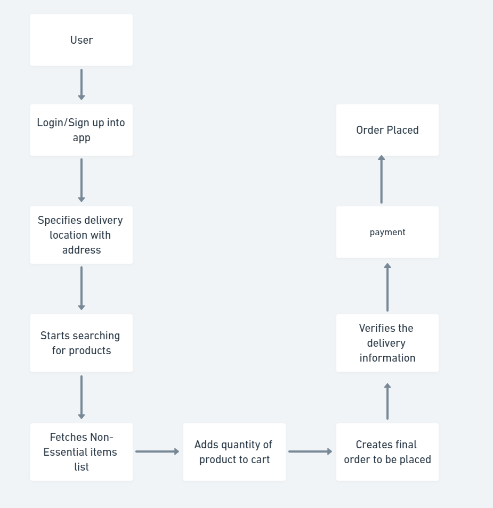 User
Login/Sign up into
app
Specifies delivery
location with
address
Starts searching
for products
Fetches Non-
Essential items
list
Adds quantity of
product to cart
Creates final
order to be placed
Verifies the
delivery
information
payment
Order Placed